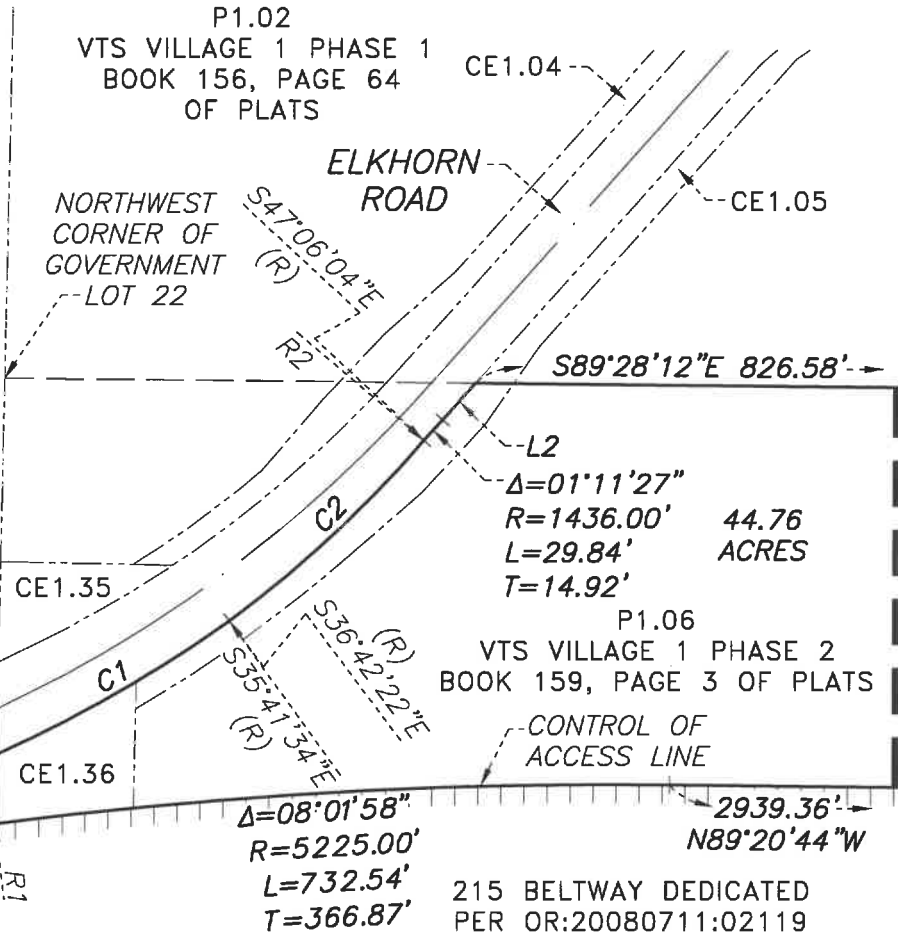 P1.02
VTS VILLAGE 1 PHASE 1
BOOK 156, PAGE 64
OF PLATS
CE1.04
ELKHORN
ROAD
CE1.05
NORTHWEST
CORNER OF
GOVERNMENT
LOT 22
S47°06'04"E
(R)
R2
S89°28'12"E 826.58'
L2
Δ=01°11'27"
R=1436.00'
L=29.84'
T=14.92'
44.76
ACRES
C2
CE1.35
P1.06
VTS VILLAGE 1 PHASE 2
BOOK 159, PAGE 3 OF PLATS
C1
S36°42'22"E
(R)
S35°41'34"E
(R)
CONTROL OF
ACCESS LINE
CE1.36
2939.36'
N89°20'44"W
Δ=08°01'58"
R=5225.00'
L=732.54'
T=366.87'
R1
215 BELTWAY DEDICATED
PER OR:20080711:02119